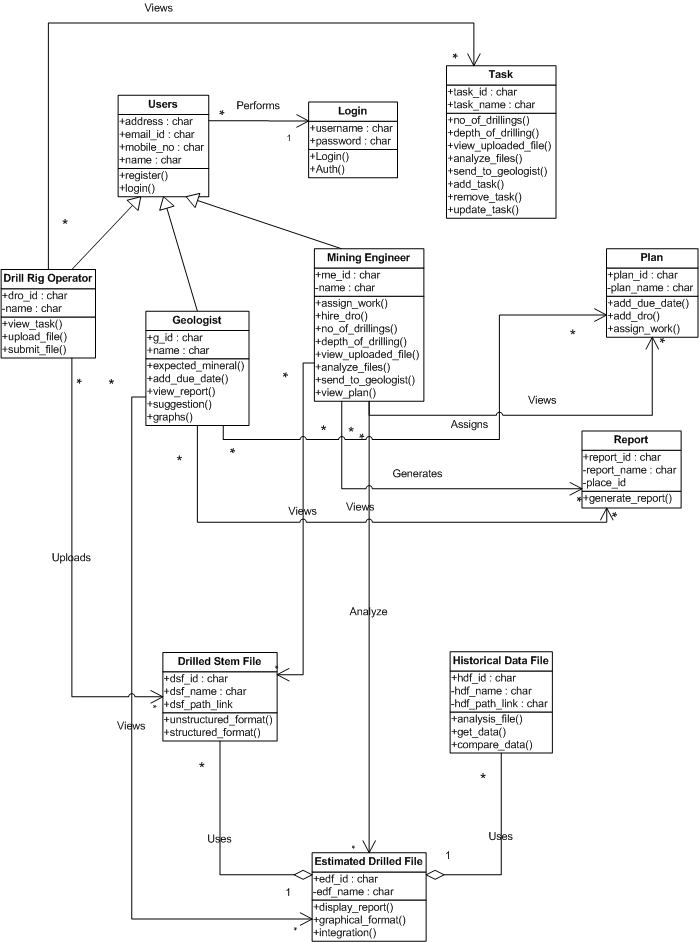 Views
*
Task
+task_id : char
+task_name : char
+no_of_drillings()
+depth_of_drilling()
+view_uploaded_file()
+analyze_files()
+send_to_geologist()
+add_task()
+remove_task()
+update_task()
Users
+address : char
+email_id : char
+mobile_no : char
+name : char
+register()
+login()
*
Performs
1
Login
+username : char
+password : char
+Login()
+Auth()
*
Drill Rig Operator
+dro_id : char
-name : char
+view_task()
+upload_file()
+submit_file()
*
Geologist
+g_id : char
+name : char
+expected_mineral()
+add_due_date()
+view_report()
+suggestion()
+graphs()
*
*
*
Mining Engineer
+me_id : char
-name : char
+assign_work()
+hire_dro()
+no_of_drillings()
+depth_of_drilling()
+view_uploaded_file()
+analyze_files()
+send_to_geologist()
+view_plan()
*
*
*
*
Plan
+plan_id : char
-plan_name : char
+add_due_date()
+add_dro()
+assign_work()
*
*
Views
Assigns
Report
+report_id : char
-report_name : char
-place_id
+generate_report()
*
*
Generates
Views
Views
Uploads
Analyze
Drilled Stem File
+dsf_id : char
+dsf_name : char
+dsf_path_link
+unstructured_format()
+structured_format()
*
*
Historical Data File
+hdf_id : char
-hdf_name : char
-hdf_path_link : char
+analysis_file()
+get_data()
+compare_data()
Views
*
*
Uses
Uses
*
1
1
Estimated Drilled File
+edf_id : char
-edf_name : char
+display_report()
+graphical_format()
+integration()
*